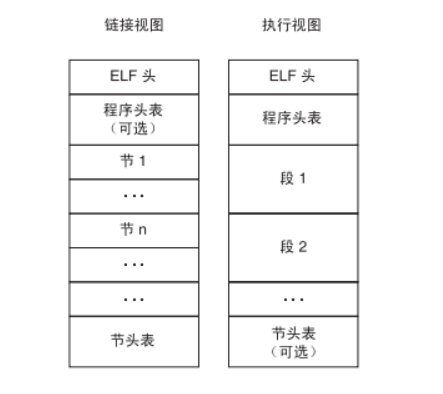 链接视图
执行视图
ELF 头
程序头表
（可选）
节 1
...
节 n
...
...
节头表
ELF 头
程序头表
段 1
段 2
...
节头表
（可选）